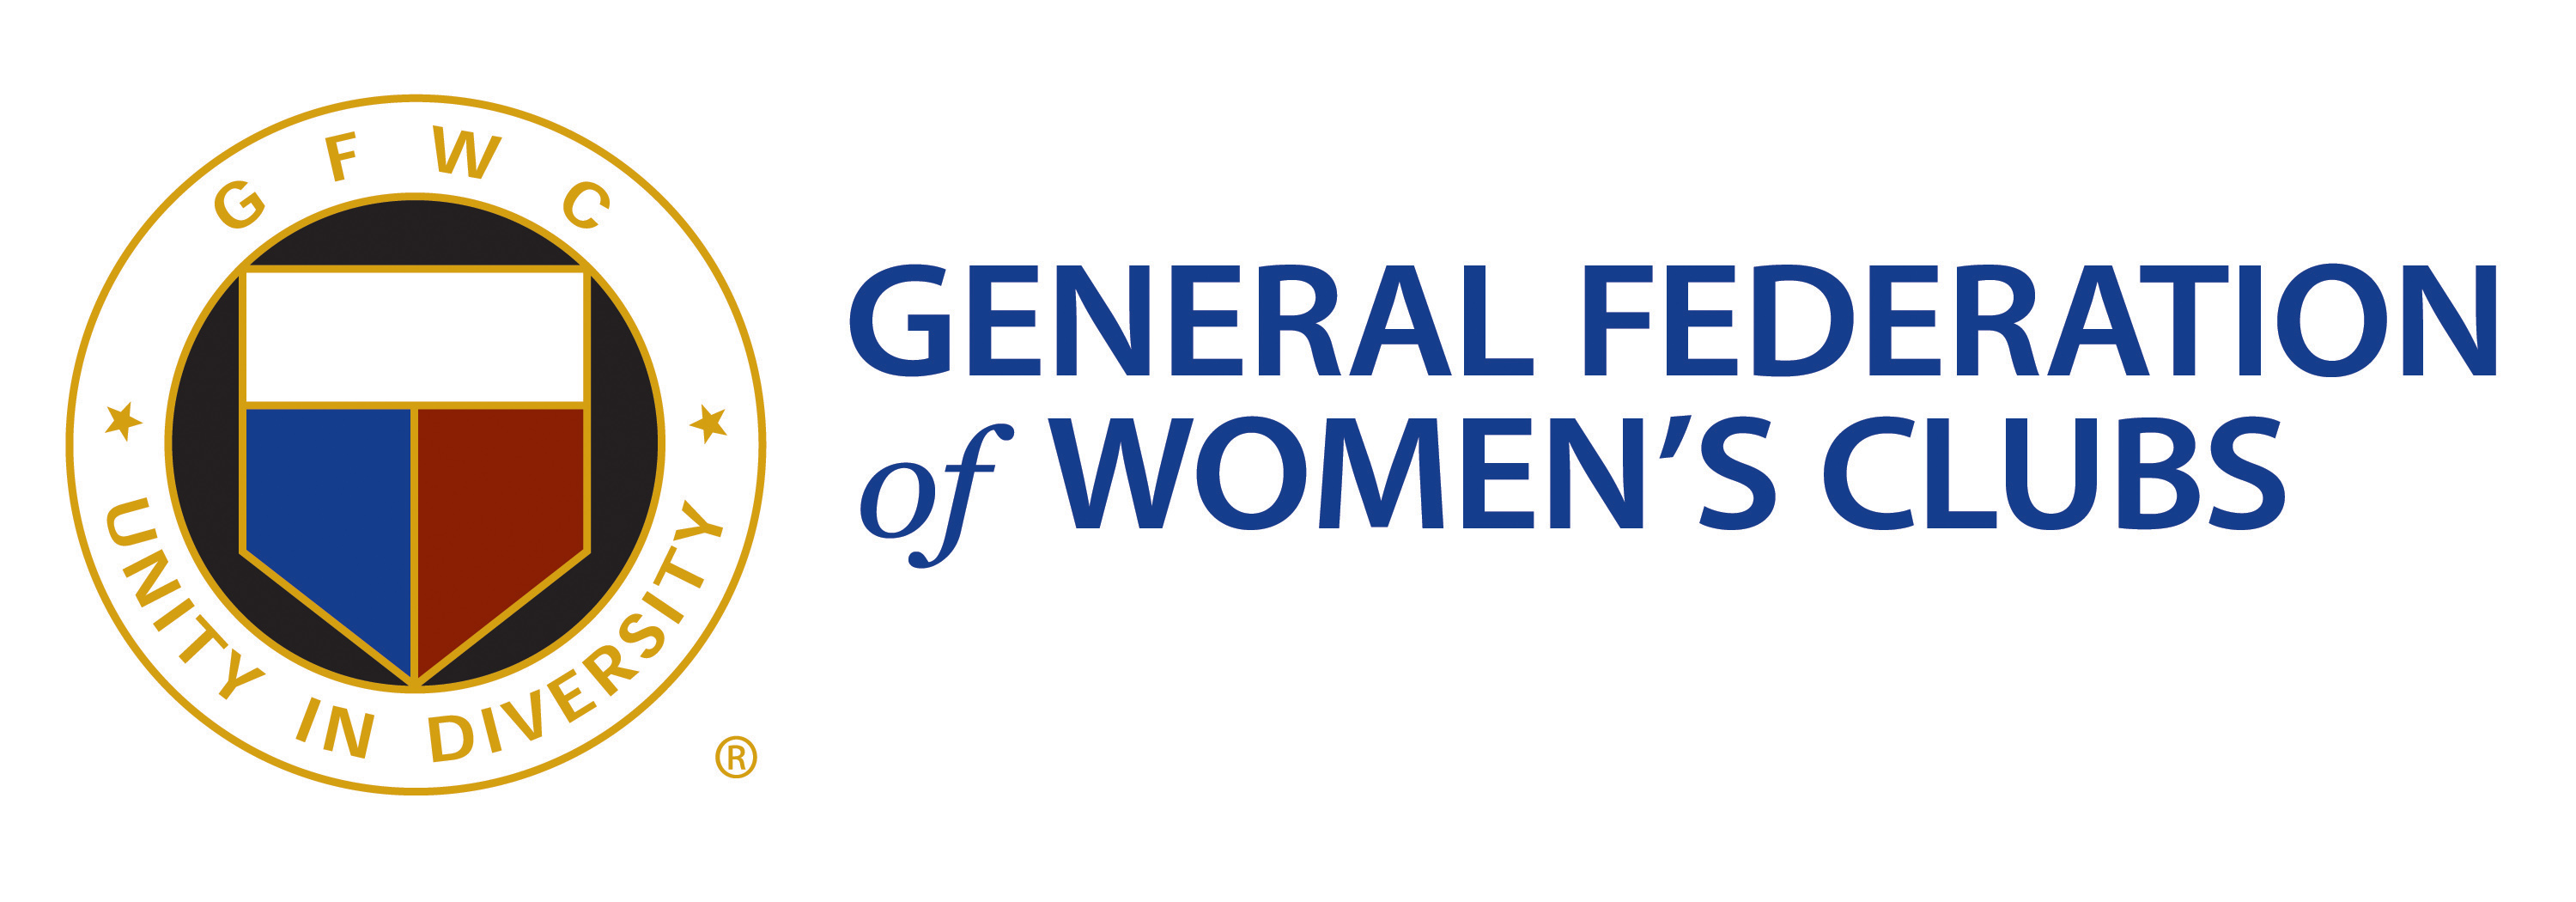 GFWC
UNITY IN DIVERSITY
®
GENERAL FEDERATION
of WOMEN’S CLUBS